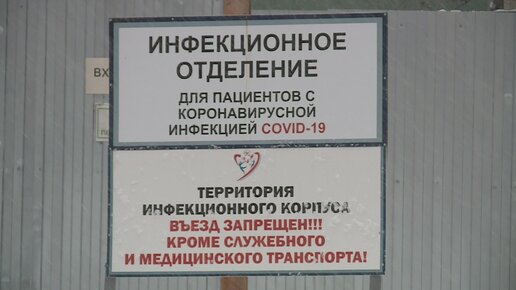 ИНФЕКЦИОННОЕ
ОТДЕЛЕНИЕ
ДЛЯ ПАЦИЕНТОВ С
КОРОНАВИРУСНОЙ
ИНФЕКЦИЕЙ COVID-19
ТЕРРИТОРИЯ
ИНФЕКЦИОННОГО КОРПУСА
ВЪЕЗД ЗАПРЕЩЕН!!!
КРОМЕ СЛУЖЕБНОГО
И МЕДИЦИНСКОГО ТРАНСПОРТА!